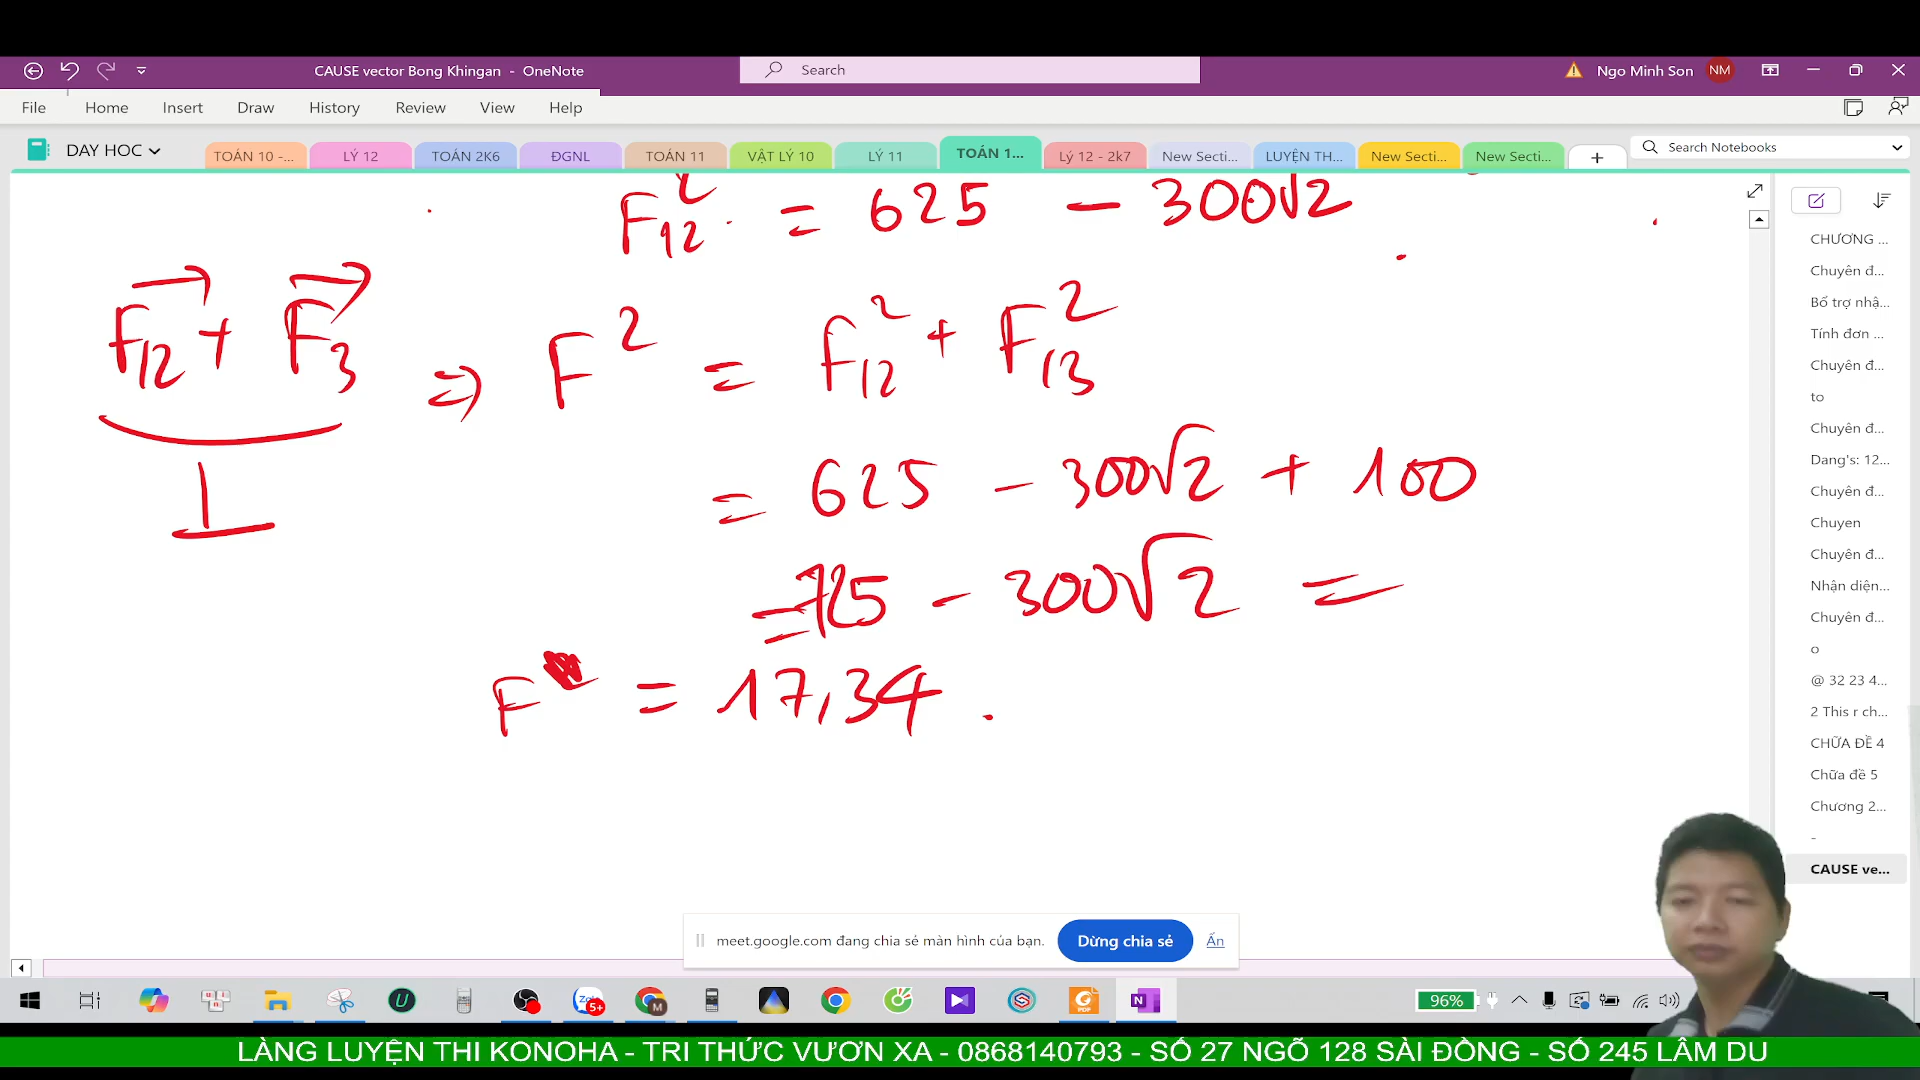 CAUSE vector Bong Khingan - OneNote
Search
Ngo Minh Son NM
File Home Insert Draw History Review View Help
DAY HOC
TOÁN 10 -... LÝ 12 TOÁN 2K6 ĐGNL TOÁN 11 VẬT LÝ 10 LÝ 11 TOÁN 1... Lý 12 - 2k7 New Secti... LUYỆN TH... New Secti... New Secti... +
Search Notebooks
F₁₂² = 625 - 300√2
F₁₂ + F₃ ⇒ F² = F₁₂² + F₁₃²
= 625 - 300√2 + 100
= 725 - 300√2 =
F = 17,34 .
CHƯƠNG ...
Chuyên đ...
Bổ trợ nhậ...
Tính đơn ...
Chuyên đ...
to
Chuyên đ...
Dang's: 12...
Chuyên đ...
Chuyen
Chuyên đ...
Nhận diện...
Chuyên đ...
o
@ 32 23 4...
2 This r ch...
CHỮA ĐỀ 4
Chữa đề 5
Chương 2...
-
CAUSE ve...
meet.google.com đang chia sẻ màn hình của bạn. Dừng chia sẻ Ẩn
96%
LÀNG LUYỆN THI KONOHA - TRI THỨC VƯƠN XA - 0868140793 - SỐ 27 NGÕ 128 SÀI ĐỒNG - SỐ 245 LÂM DU